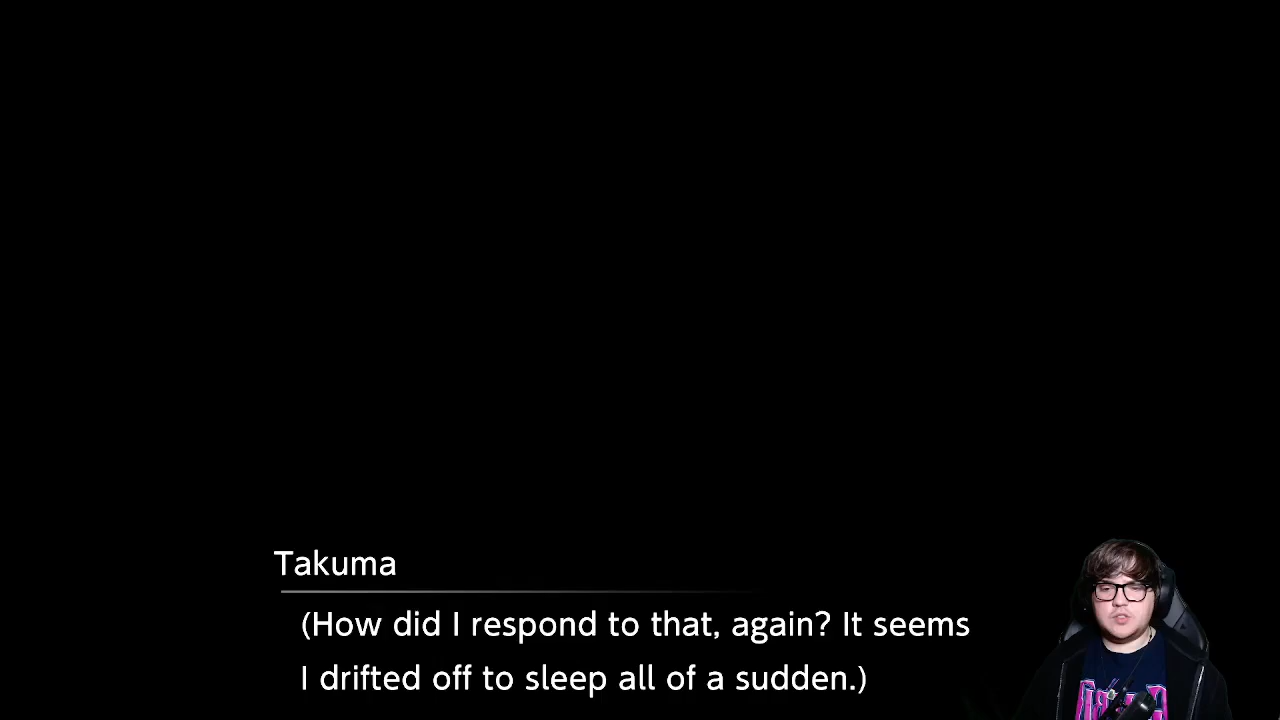 Takuma
(How did I respond to that, again? It seems
I drifted off to sleep all of a sudden.)